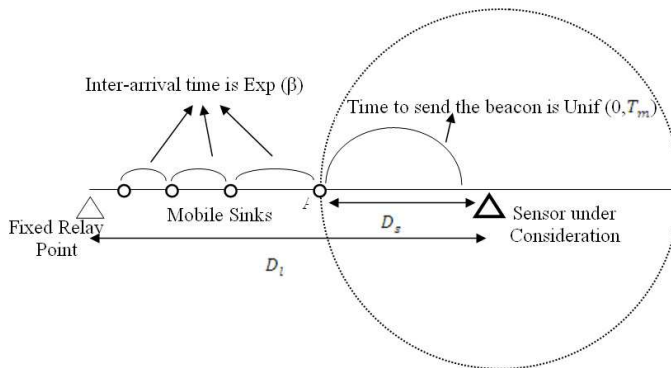 Inter-arrival time is Exp (β)
Time to send the beacon is Unif (0,T_m)
Mobile Sinks
Fixed Relay
Point
D_s
Sensor under
Consideration
D_l